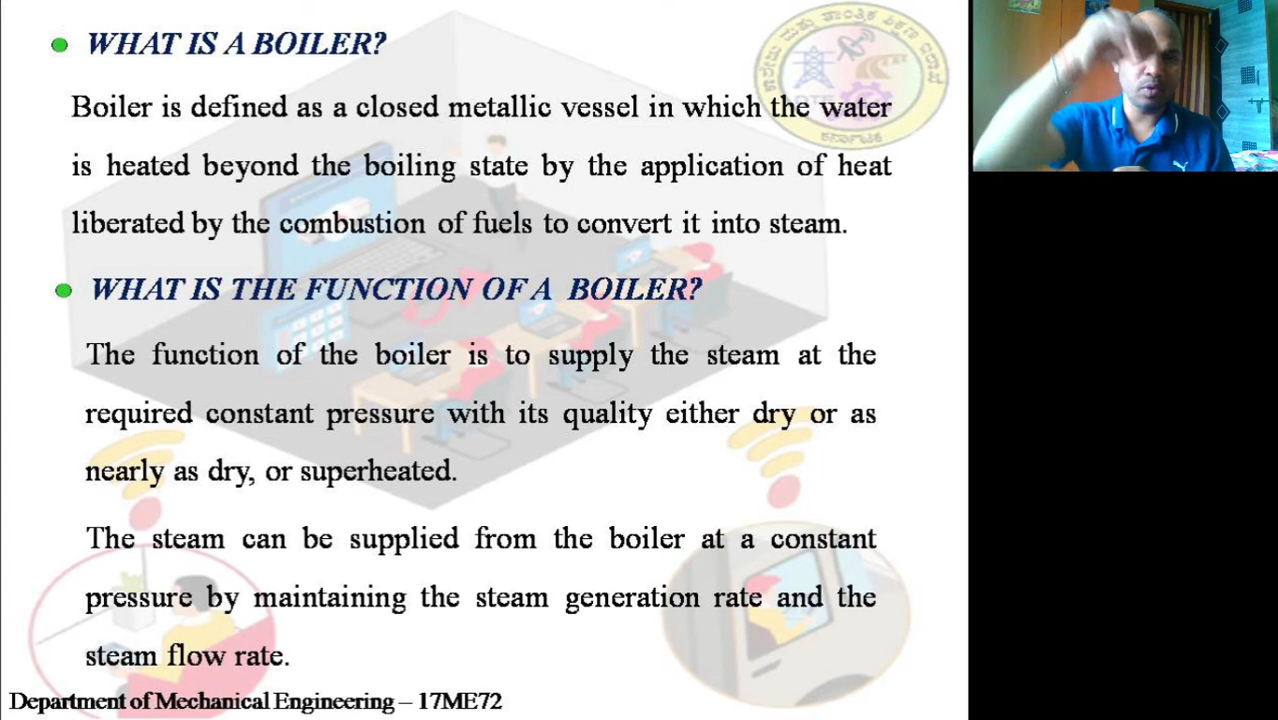 WHAT IS A BOILER?
Boiler is defined as a closed metallic vessel in which the water
is heated beyond the boiling state by the application of heat
liberated by the combustion of fuels to convert it into steam.
WHAT IS THE FUNCTION OF A BOILER?
The function of the boiler is to supply the steam at the
required constant pressure with its quality either dry or as
nearly as dry, or superheated.
The steam can be supplied from the boiler at a constant
pressure by maintaining the steam generation rate and the
steam flow rate.
Department of Mechanical Engineering – 17ME72